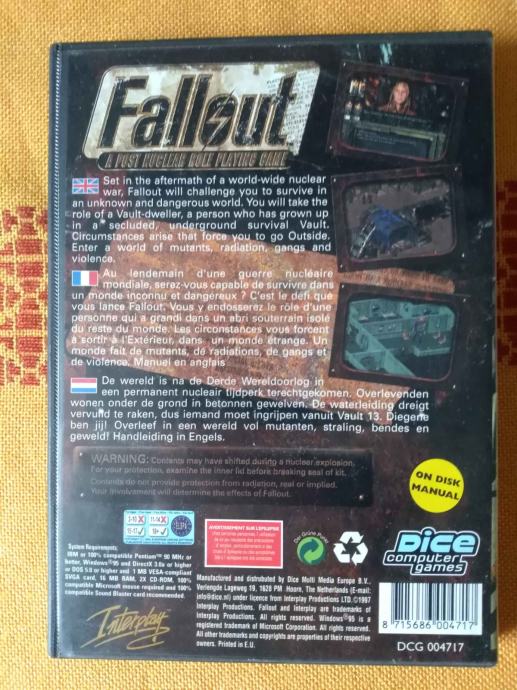 Fallout
A POST NUCLEAR ROLE PLAYING GAME
Set in the aftermath of a world-wide nuclear
war, Fallout will challenge you to survive in
an unknown and dangerous world. You will take the
role of a Vault-dweller, a person who has grown up
in a secluded, underground survival Vault.
Circumstances arise that force you to go Outside.
Enter a world of mutants, radiation, gangs and
violence.
Au lendemain d'une guerre nucléaire
mondiale, serez-vous capable de survivre dans
un monde inconnu et dangereux ? C'est le défi que
vous lance Fallout. Vous y endosserez le rôle d'une
personne qui a grandi dans un abri souterrain isolé
du reste du monde. Les circonstances vous forcent
à sortir à l'Extérieur, dans un monde étrange. Un
monde fait de mutants, de radiations, de gangs et
de violence. Manuel en anglais
De wereld is na de Derde Wereldoorlog in
een permanent nucleair tijdperk terechtgekomen. Overlevenden
wonen onder de grond in betonnen gewelven. De waterleiding dreigt
vervuild te raken, dus iemand moet ingrijpen vanuit Vault 13. Diegene
ben jij! Overleef in een wereld vol mutanten, straling, bendes en
geweld! Handleiding in Engels.
WARNING: Contents may have shifted during a nuclear explosion.
For your protection, examine the inner lid before breaking seal of kit.
Contents do not provide protection from radiation, real or implied.
Your involvement will determine the effects of Fallout.
ON DISK
MANUAL
3-10 11-14
15-17 18+
AVERTISSEMENT SUR L'EPILEPSIE
Der Grüne Punkt
Dice
computer
games
System Requirements:
IBM or 100% compatible Pentium™ 90 MHz or
better, Windows®95 and DirectX 3.0a or higher
or DOS 5.0 or higher and 1 MB VESA-compliant
SVGA card, 16 MB RAM, 2X CD-ROM, 100%
compatible Microsoft mouse required and 100%
compatible Sound Blaster card recommended.
Interplay
Manufactured and distributed by Dice Multi Media Europe B.V.,
Verlengde Lageweg 19, 1628 PM Hoorn, The Netherlands (E-mail:
info@dice.nl) under licence from Interplay Productions LTD.©1997
Interplay Productions. Fallout and Interplay are trademarks of
Interplay Productions. All rights reserved. Windows®95 is a
registered trademark of Microsoft Corporation. All rights reserved.
All other trademarks and copyrights are properties of their respective
owners. Printed in E.U.
8 715686 004717
DCG 004717